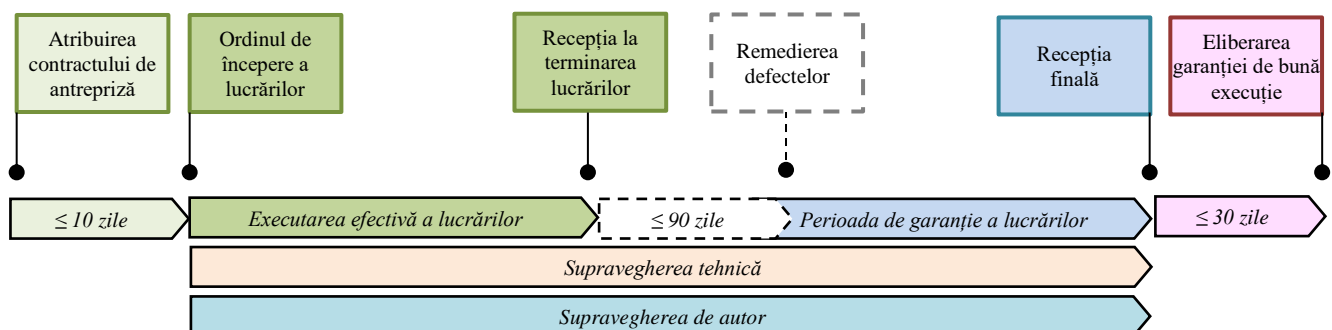 Atribuirea
contractului de
antrepriză
Ordinul de
începere a
lucrărilor
Recepția la
terminarea
lucrărilor
Remedierea
defectelor
Recepția
finală
Eliberarea
garanției de bună
execuție
≤ 10 zile
Executarea efectivă a lucrărilor
≤ 90 zile
Perioada de garanție a lucrărilor
≤ 30 zile
Supravegherea tehnică
Supravegherea de autor